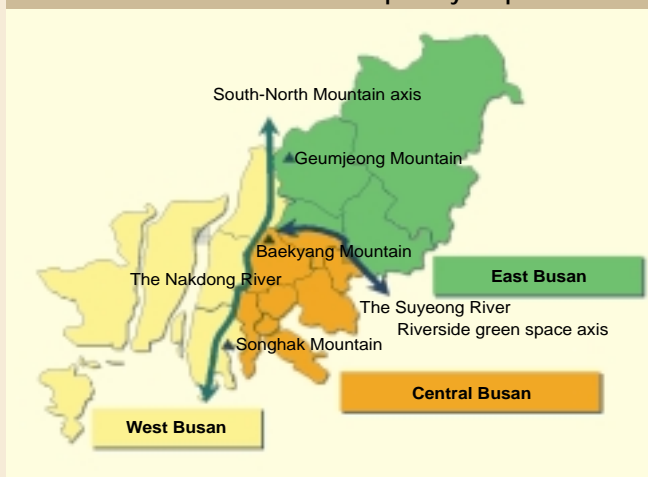 South-North Mountain axis
Geumjeong Mountain
Baekyang Mountain
The Nakdong River
East Busan
The Suyeong River
Riverside green space axis
Songhak Mountain
Central Busan
West Busan